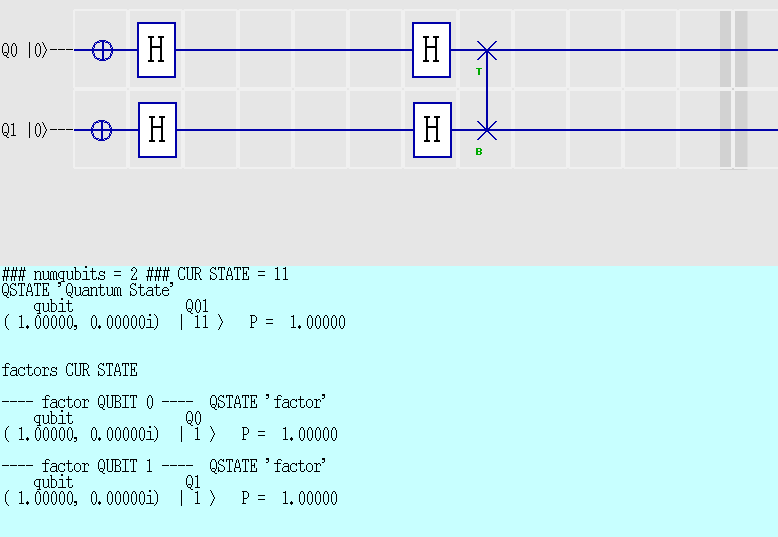 Q0 |0⟩---
H
H
T
Q1 |0⟩---
H
H
B
### numqubits = 2 ### CUR STATE = 11
QSTATE 'Quantum State'
qubit Q01
( 1.00000, 0.00000i) | 11 ⟩ P = 1.00000
factors CUR STATE
---- factor QUBIT 0 ---- QSTATE 'factor'
qubit Q0
( 1.00000, 0.00000i) | 1 ⟩ P = 1.00000
---- factor QUBIT 1 ---- QSTATE 'factor'
qubit Q1
( 1.00000, 0.00000i) | 1 ⟩ P = 1.00000